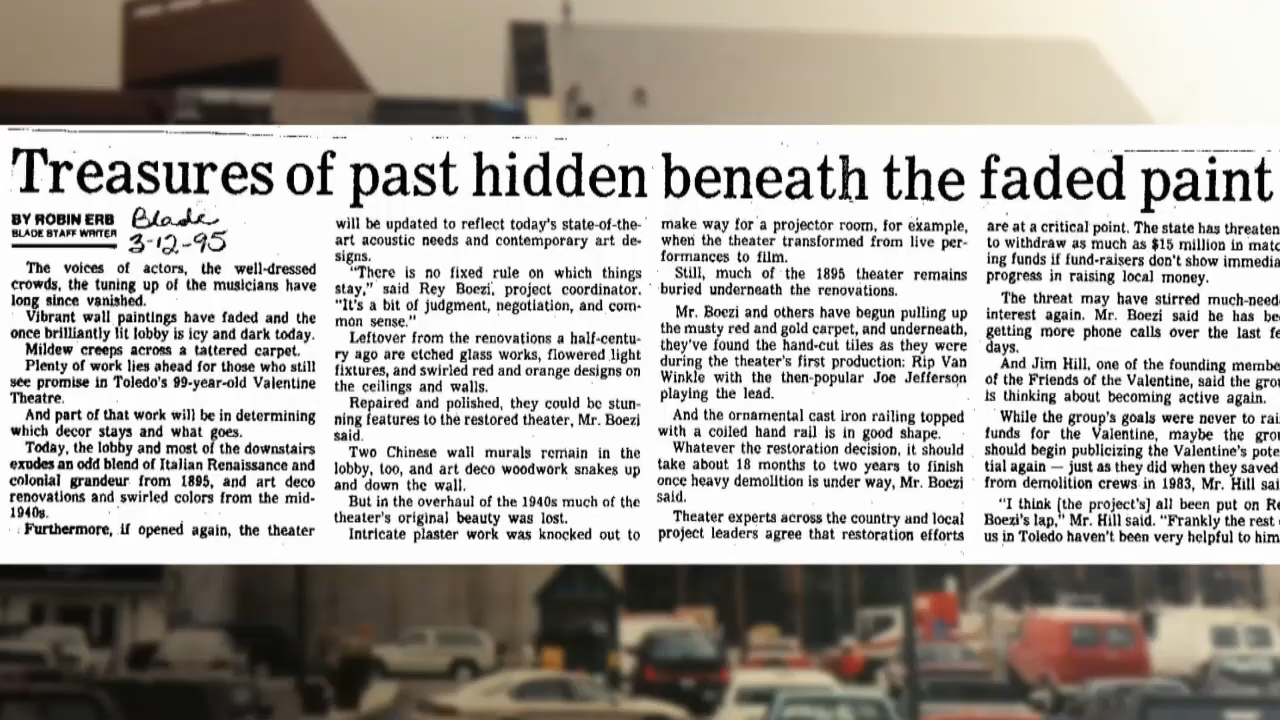 Treasures of past hidden beneath the faded paint
BY ROBIN ERB
BLADE STAFF WRITER
Blade
3-12-95
The voices of actors, the well-dressed
crowds, the tuning up of the musicians have
long since vanished.
Vibrant wall paintings have faded and the
once brilliantly lit lobby is icy and dark today.
Mildew creeps across a tattered carpet.
Plenty of work lies ahead for those who still
see promise in Toledo's 99-year-old Valentine
Theatre.
And part of that work will be in determining
which decor stays and what goes.
Today, the lobby and most of the downstairs
exudes an odd blend of Italian Renaissance and
colonial grandeur from 1895, and art deco
renovations and swirled colors from the mid-
1940s.
Furthermore, if opened again, the theater
will be updated to reflect today's state-of-the-
art acoustic needs and contemporary art de-
signs.
"There is no fixed rule on which things
stay," said Rey Boezi, project coordinator.
"It's a bit of judgment, negotiation, and com-
mon sense."
Leftover from the renovations a half-centu-
ry ago are etched glass works, flowered light
fixtures, and swirled red and orange designs on
the ceilings and walls.
Repaired and polished, they could be stun-
ning features to the restored theater, Mr. Boezi
said.
Two Chinese wall murals remain in the
lobby, too, and art deco woodwork snakes up
and down the wall.
But in the overhaul of the 1940s much of the
theater's original beauty was lost.
Intricate plaster work was knocked out to
make way for a projector room, for example,
when the theater transformed from live per-
formances to film.
Still, much of the 1895 theater remains
buried underneath the renovations.
Mr. Boezi and others have begun pulling up
the musty red and gold carpet, and underneath,
they've found the hand-cut tiles as they were
during the theater's first production: Rip Van
Winkle with the then-popular Joe Jefferson
playing the lead.
And the ornamental cast iron railing topped
with a coiled hand rail is in good shape.
Whatever the restoration decision, it should
take about 18 months to two years to finish
once heavy demolition is under way, Mr. Boezi
said.
Theater experts across the country and local
project leaders agree that restoration efforts
are at a critical point. The state has threaten
to withdraw as much as $15 million in matc
ing funds if fund-raisers don't show immedia
progress in raising local money.
The threat may have stirred much-neede
interest again. Mr. Boezi said he has bee
getting more phone calls over the last fe
days.
And Jim Hill, one of the founding membe
of the Friends of the Valentine, said the grou
is thinking about becoming active again.
While the group's goals were never to rai
funds for the Valentine, maybe the grou
should begin publicizing the Valentine's pote
tial again — just as they did when they saved
from demolition crews in 1983, Mr. Hill sai
"I think [the project's] all been put on Re
Boezi's lap," Mr. Hill said. "Frankly the rest
us in Toledo haven't been very helpful to him